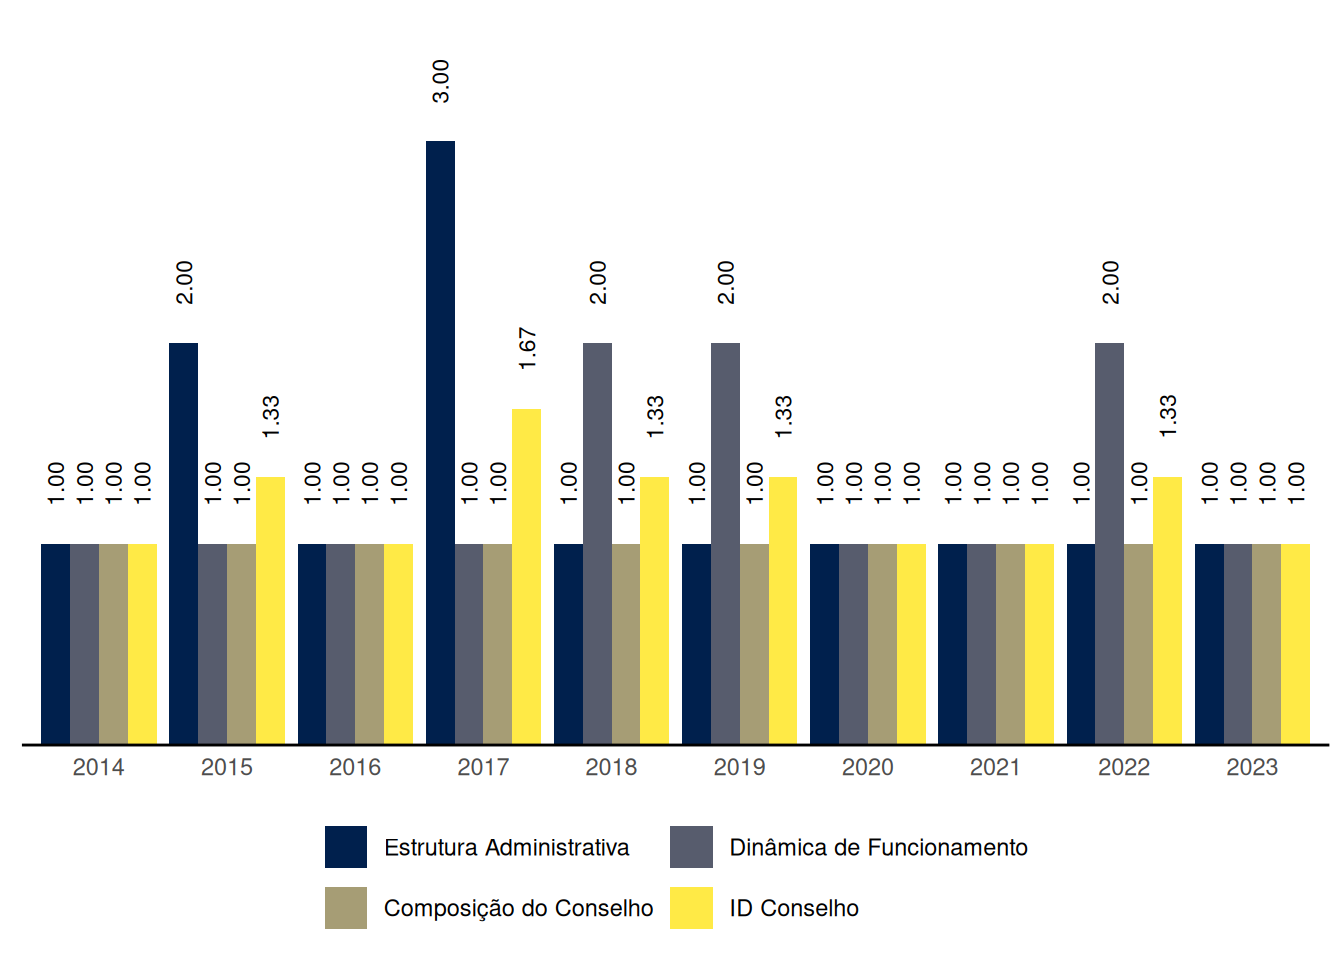 3.00
2.00 2.00 2.00 2.00
1.67
1.33 1.33 1.33 1.33
1.00 1.00 1.00 1.00 1.00 1.00 1.00 1.00 1.00 1.00 1.00 1.00 1.00 1.00 1.00 1.00 1.00 1.00 1.00 1.00 1.00 1.00 1.00 1.00 1.00 1.00 1.00 1.00 1.00 1.00
2014 2015 2016 2017 2018 2019 2020 2021 2022 2023
Estrutura Administrativa Dinâmica de Funcionamento
Composição do Conselho ID Conselho